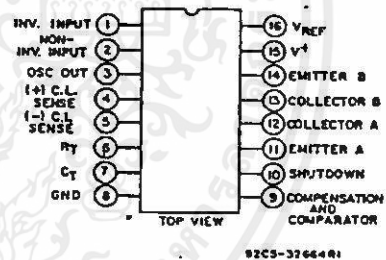 INV. INPUT 1
NON-
INV. INPUT 2
OSC OUT 3
(+) C.L.
SENSE 4
(-) C.L
SENSE 5
RT 6
CT 7
GND 8
16 VREF
15 V+
14 EMITTER B
13 COLLECTOR B
12 COLLECTOR A
11 EMITTER A
10 SHUTDOWN
9 COMPENSATION
AND
COMPARATOR
TOP VIEW
92CS-37664R1